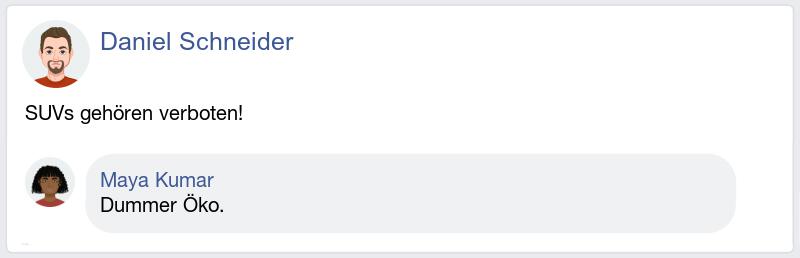 Daniel Schneider
SUVs gehören verboten!
Maya Kumar
Dummer Öko.